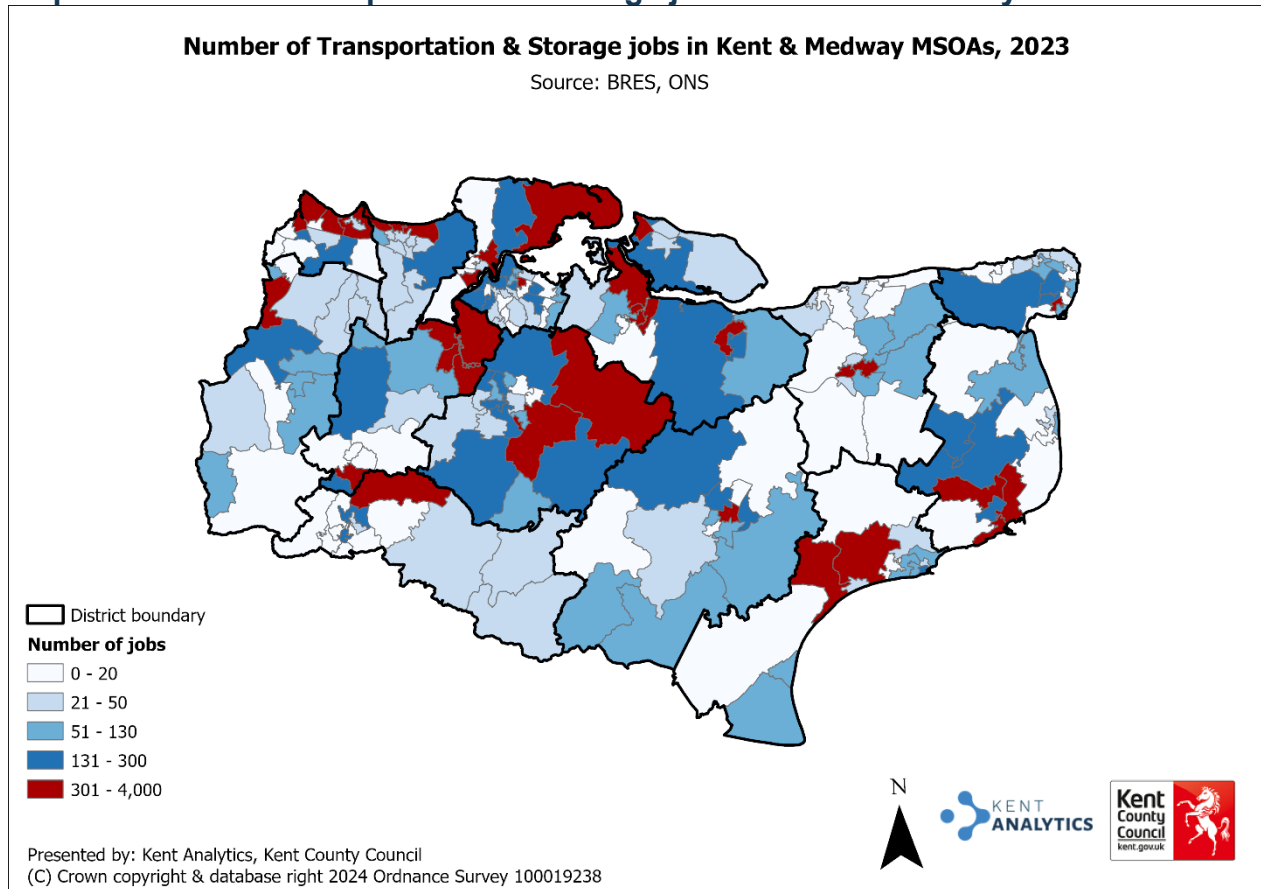 Number of Transportation & Storage jobs in Kent & Medway MSOAs, 2023
Source: BRES, ONS
District boundary
Number of jobs
0 - 20
21 - 50
51 - 130
131 - 300
301 - 4,000
N
KENT
ANALYTICS
Kent
County
Council
kent.gov.uk
Presented by: Kent Analytics, Kent County Council
(C) Crown copyright & database right 2024 Ordnance Survey 100019238